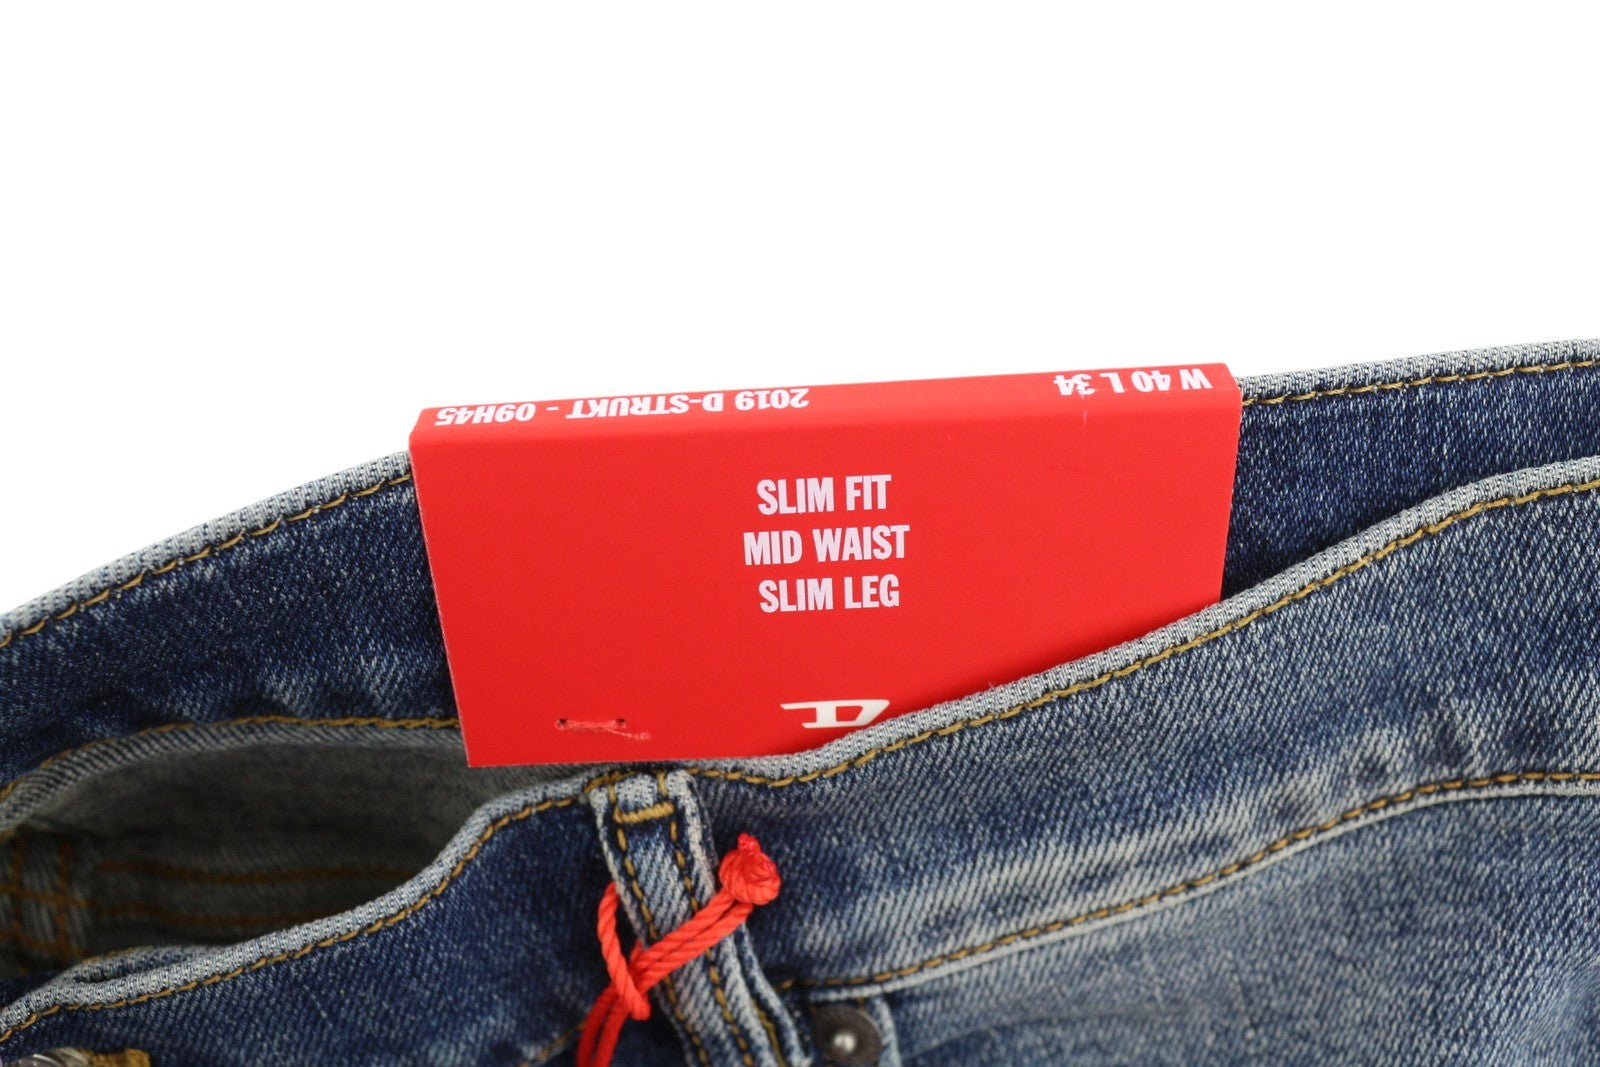 2019 D-STRUKT - 09H45
W 40 L 34
SLIM FIT
MID WAIST
SLIM LEG